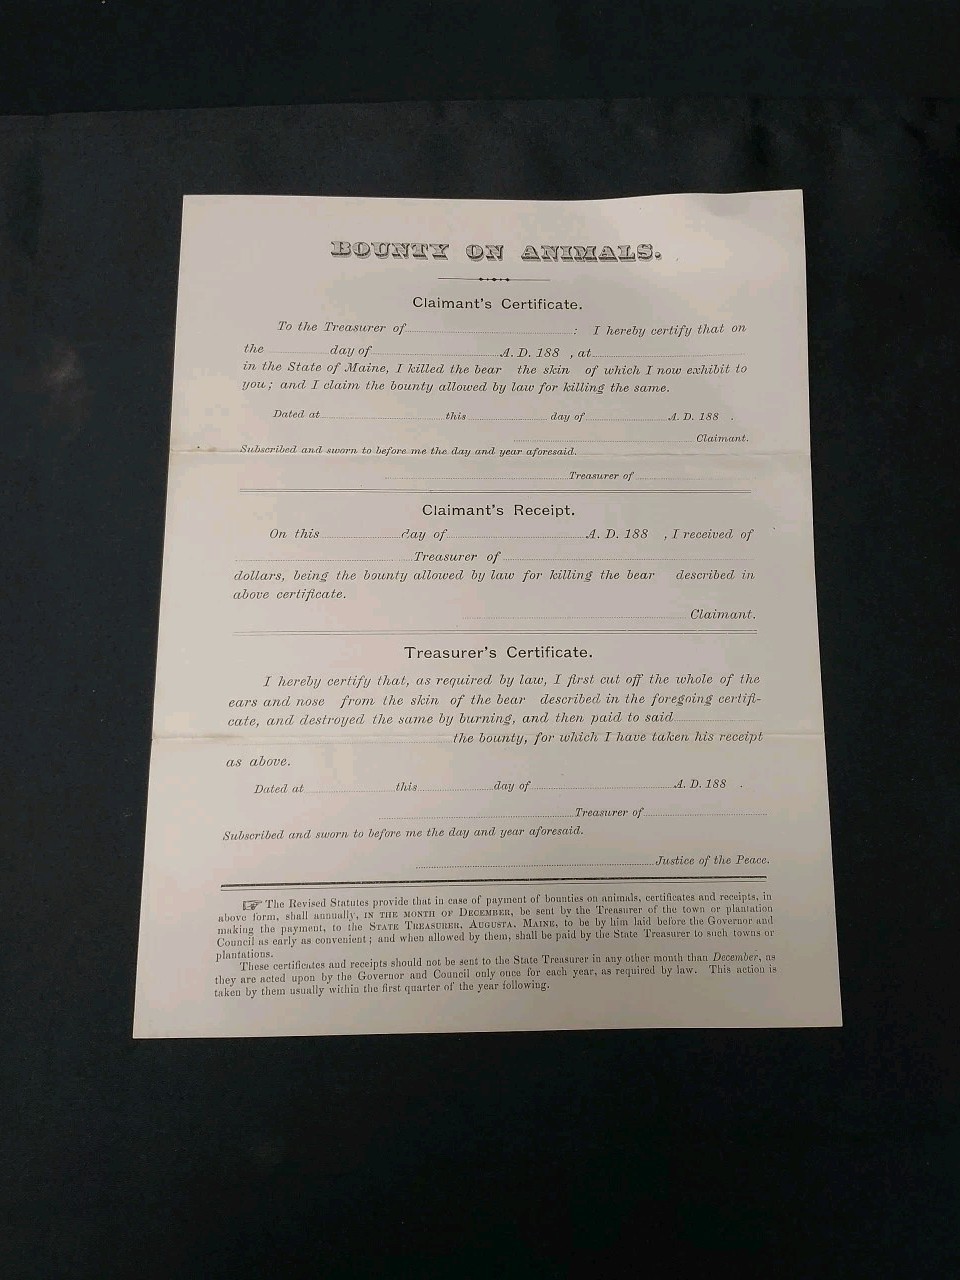 BOUNTY ON ANIMALS.
Claimant's Certificate.
To the Treasurer of : I hereby certify that on
the day of A. D. 188 , at
in the State of Maine, I killed the bear the skin of which I now exhibit to
you; and I claim the bounty allowed by law for killing the same.
Dated at this day of A. D. 188 .
Claimant.
Subscribed and sworn to before me the day and year aforesaid.
Treasurer of
Claimant's Receipt.
On this day of A. D. 188 , I received of
Treasurer of
dollars, being the bounty allowed by law for killing the bear described in
above certificate.
Claimant.
Treasurer's Certificate.
I hereby certify that, as required by law, I first cut off the whole of the
ears and nose from the skin of the bear described in the foregoing certifi-
cate, and destroyed the same by burning, and then paid to said
the bounty, for which I have taken his receipt
as above.
Dated at this day of A. D. 188 .
Treasurer of
Subscribed and sworn to before me the day and year aforesaid.
Justice of the Peace.
☞ The Revised Statutes provide that in case of payment of bounties on animals, certificates and receipts, in
above form, shall annually, IN THE MONTH OF DECEMBER, be sent by the Treasurer of the town or plantation
making the payment, to the STATE TREASURER, AUGUSTA, MAINE, to be by him laid before the Governor and
Council as early as convenient; and when allowed by them, shall be paid by the State Treasurer to such towns or
plantations.
These certificates and receipts should not be sent to the State Treasurer in any other month than December, as
they are acted upon by the Governor and Council only once for each year, as required by law. This action is
taken by them usually within the first quarter of the year following.